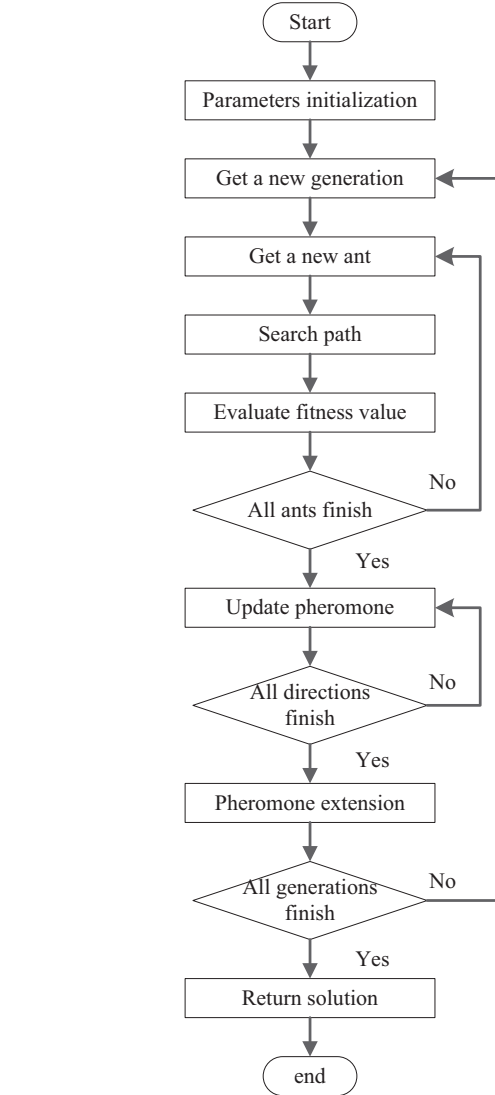 Start
Parameters initialization
Get a new generation
Get a new ant
Search path
Evaluate fitness value
No
All ants finish
Yes
Update pheromone
No
All directions
finish
Yes
Pheromone extension
No
All generations
finish
Yes
Return solution
end